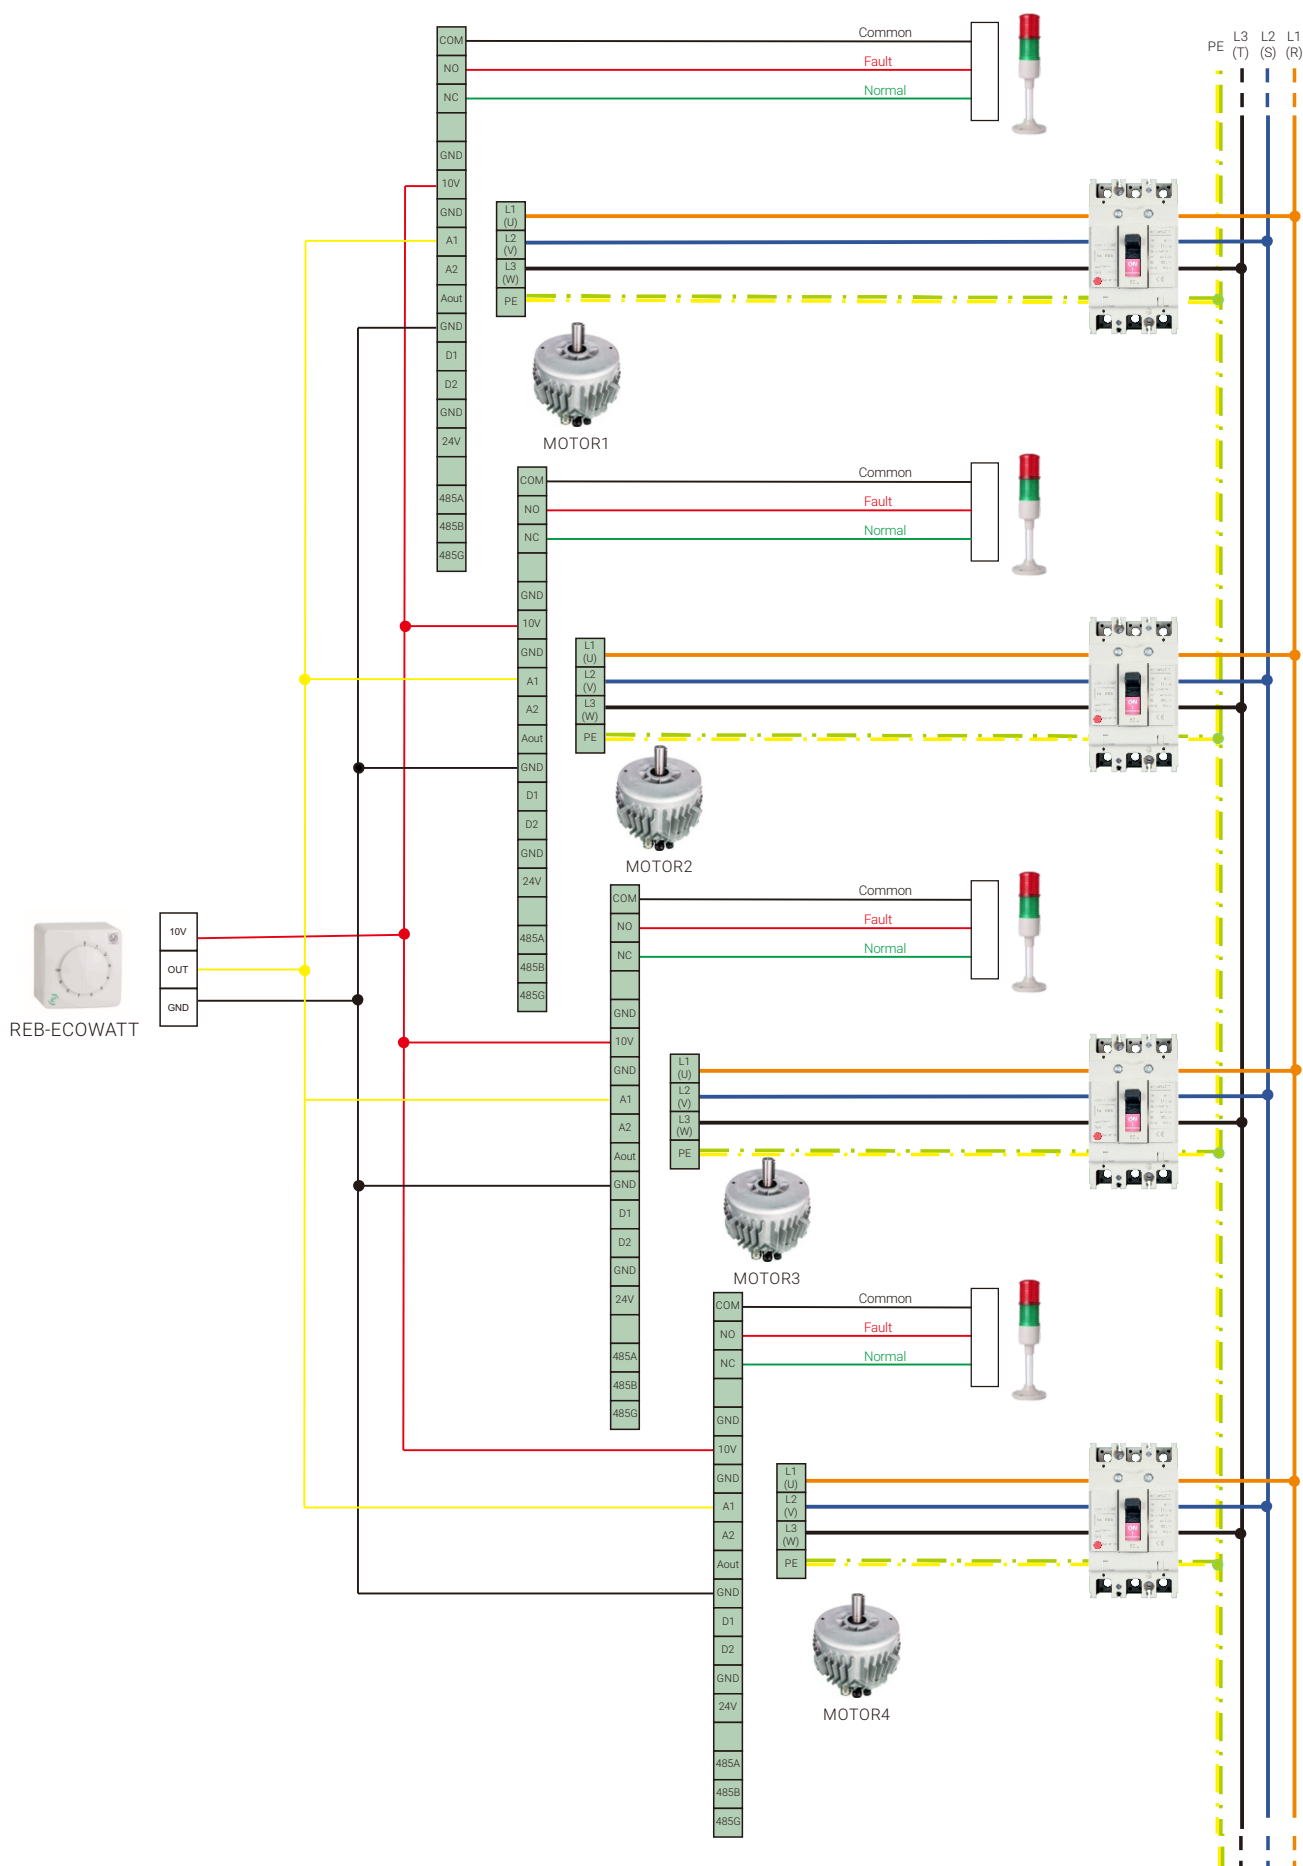 PE
L3
(T)
L2
(S)
L1
(R)
COM
NO
NC
GND
10V
GND
A1
A2
Aout
GND
D1
D2
GND
24V
485A
485B
485G
Common
Fault
Normal
L1
(U)
L2
(V)
L3
(W)
PE
MOTOR1
COM
NO
NC
GND
10V
GND
A1
A2
Aout
GND
D1
D2
GND
24V
485A
485B
485G
Common
Fault
Normal
L1
(U)
L2
(V)
L3
(W)
PE
MOTOR2
10V
OUT
GND
REB-ECOWATT
COM
NO
NC
GND
10V
GND
A1
A2
Aout
GND
D1
D2
GND
24V
485A
485B
485G
Common
Fault
Normal
L1
(U)
L2
(V)
L3
(W)
PE
MOTOR3
COM
NO
NC
GND
10V
GND
A1
A2
Aout
GND
D1
D2
GND
24V
485A
485B
485G
Common
Fault
Normal
L1
(U)
L2
(V)
L3
(W)
PE
MOTOR4
ON
ON
ON
ON